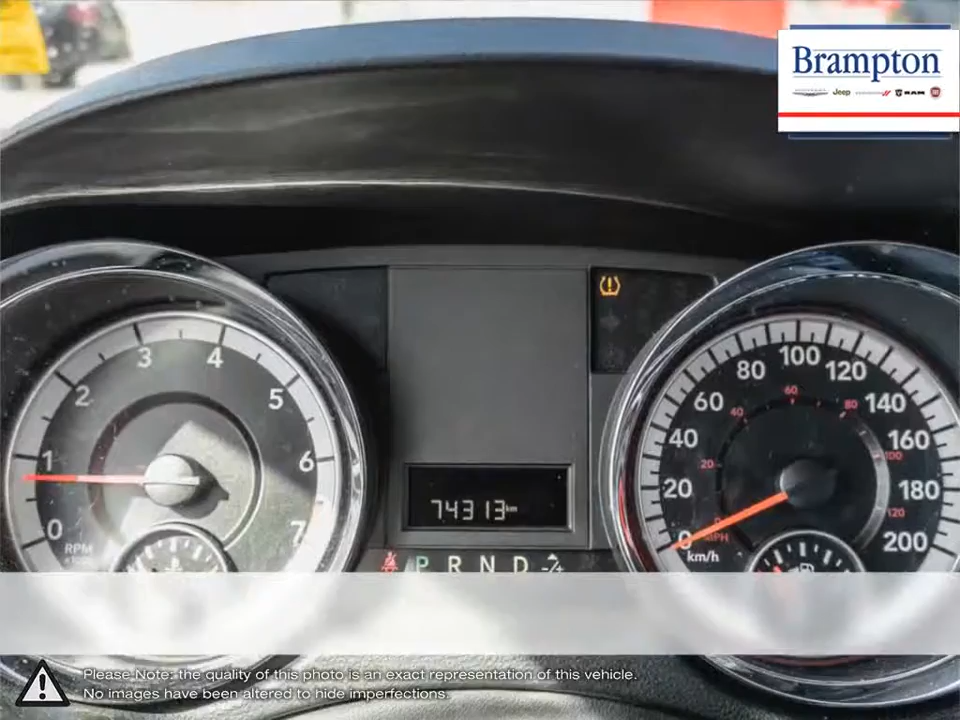 Brampton
Jeep
RAM
1
2
3
4
5
6
7
0
RPM
74313km
P R N D -/+
0
20
40
60
80
100
120
140
160
180
200
20
40
60
80
100
120
MPH
km/h
Please Note: the quality of this photo is an exact representation of this vehicle.
No images have been altered to hide imperfections.